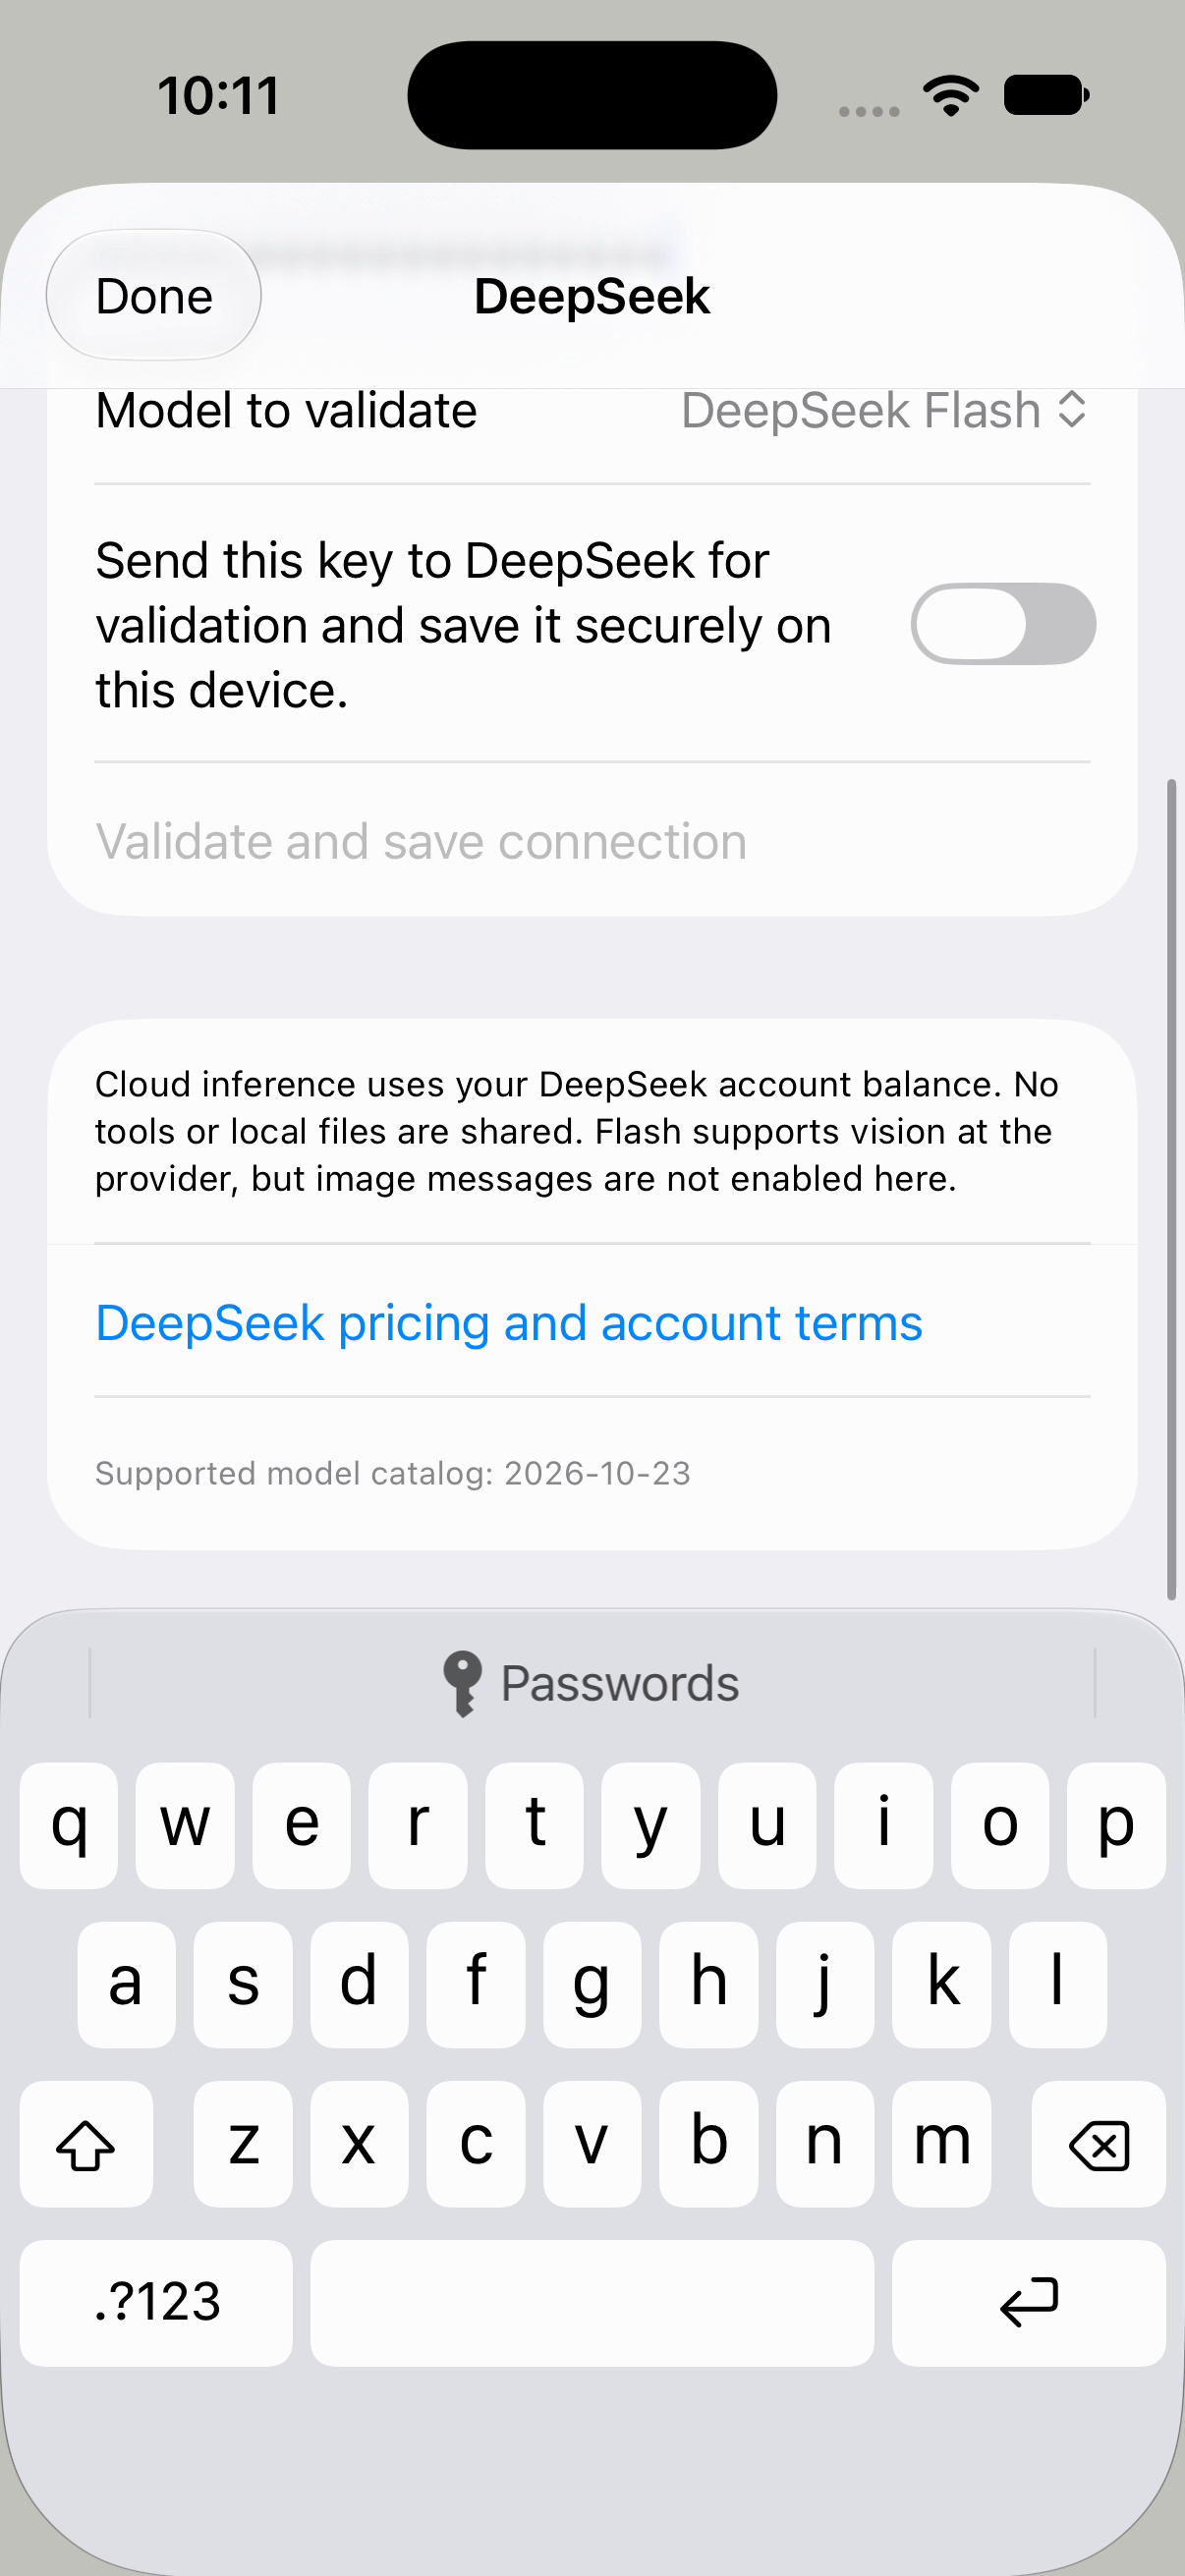 10:11
Done
DeepSeek
Model to validate
DeepSeek Flash
Send this key to DeepSeek for
validation and save it securely on
this device.
Validate and save connection
Cloud inference uses your DeepSeek account balance. No
tools or local files are shared. Flash supports vision at the
provider, but image messages are not enabled here.
DeepSeek pricing and account terms
Supported model catalog: 2026-10-23
Passwords
q w e r t y u i o p
a s d f g h j k l
z x c v b n m
.?123